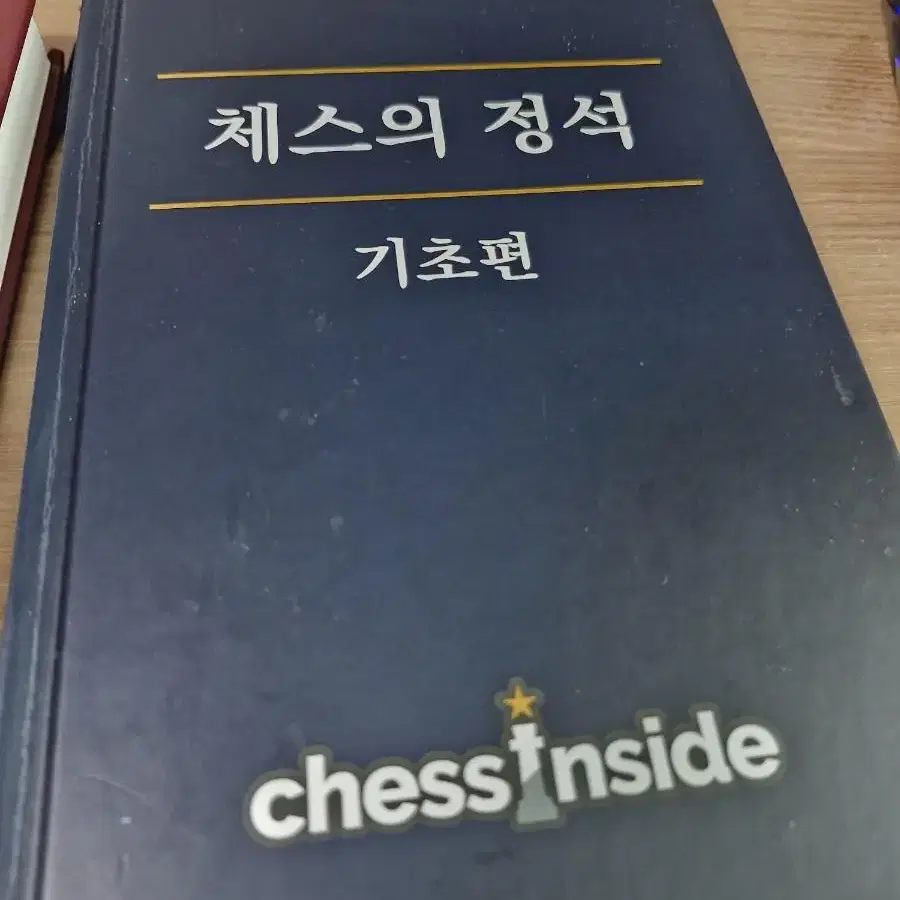 체스의 정석
기초편
chessinside